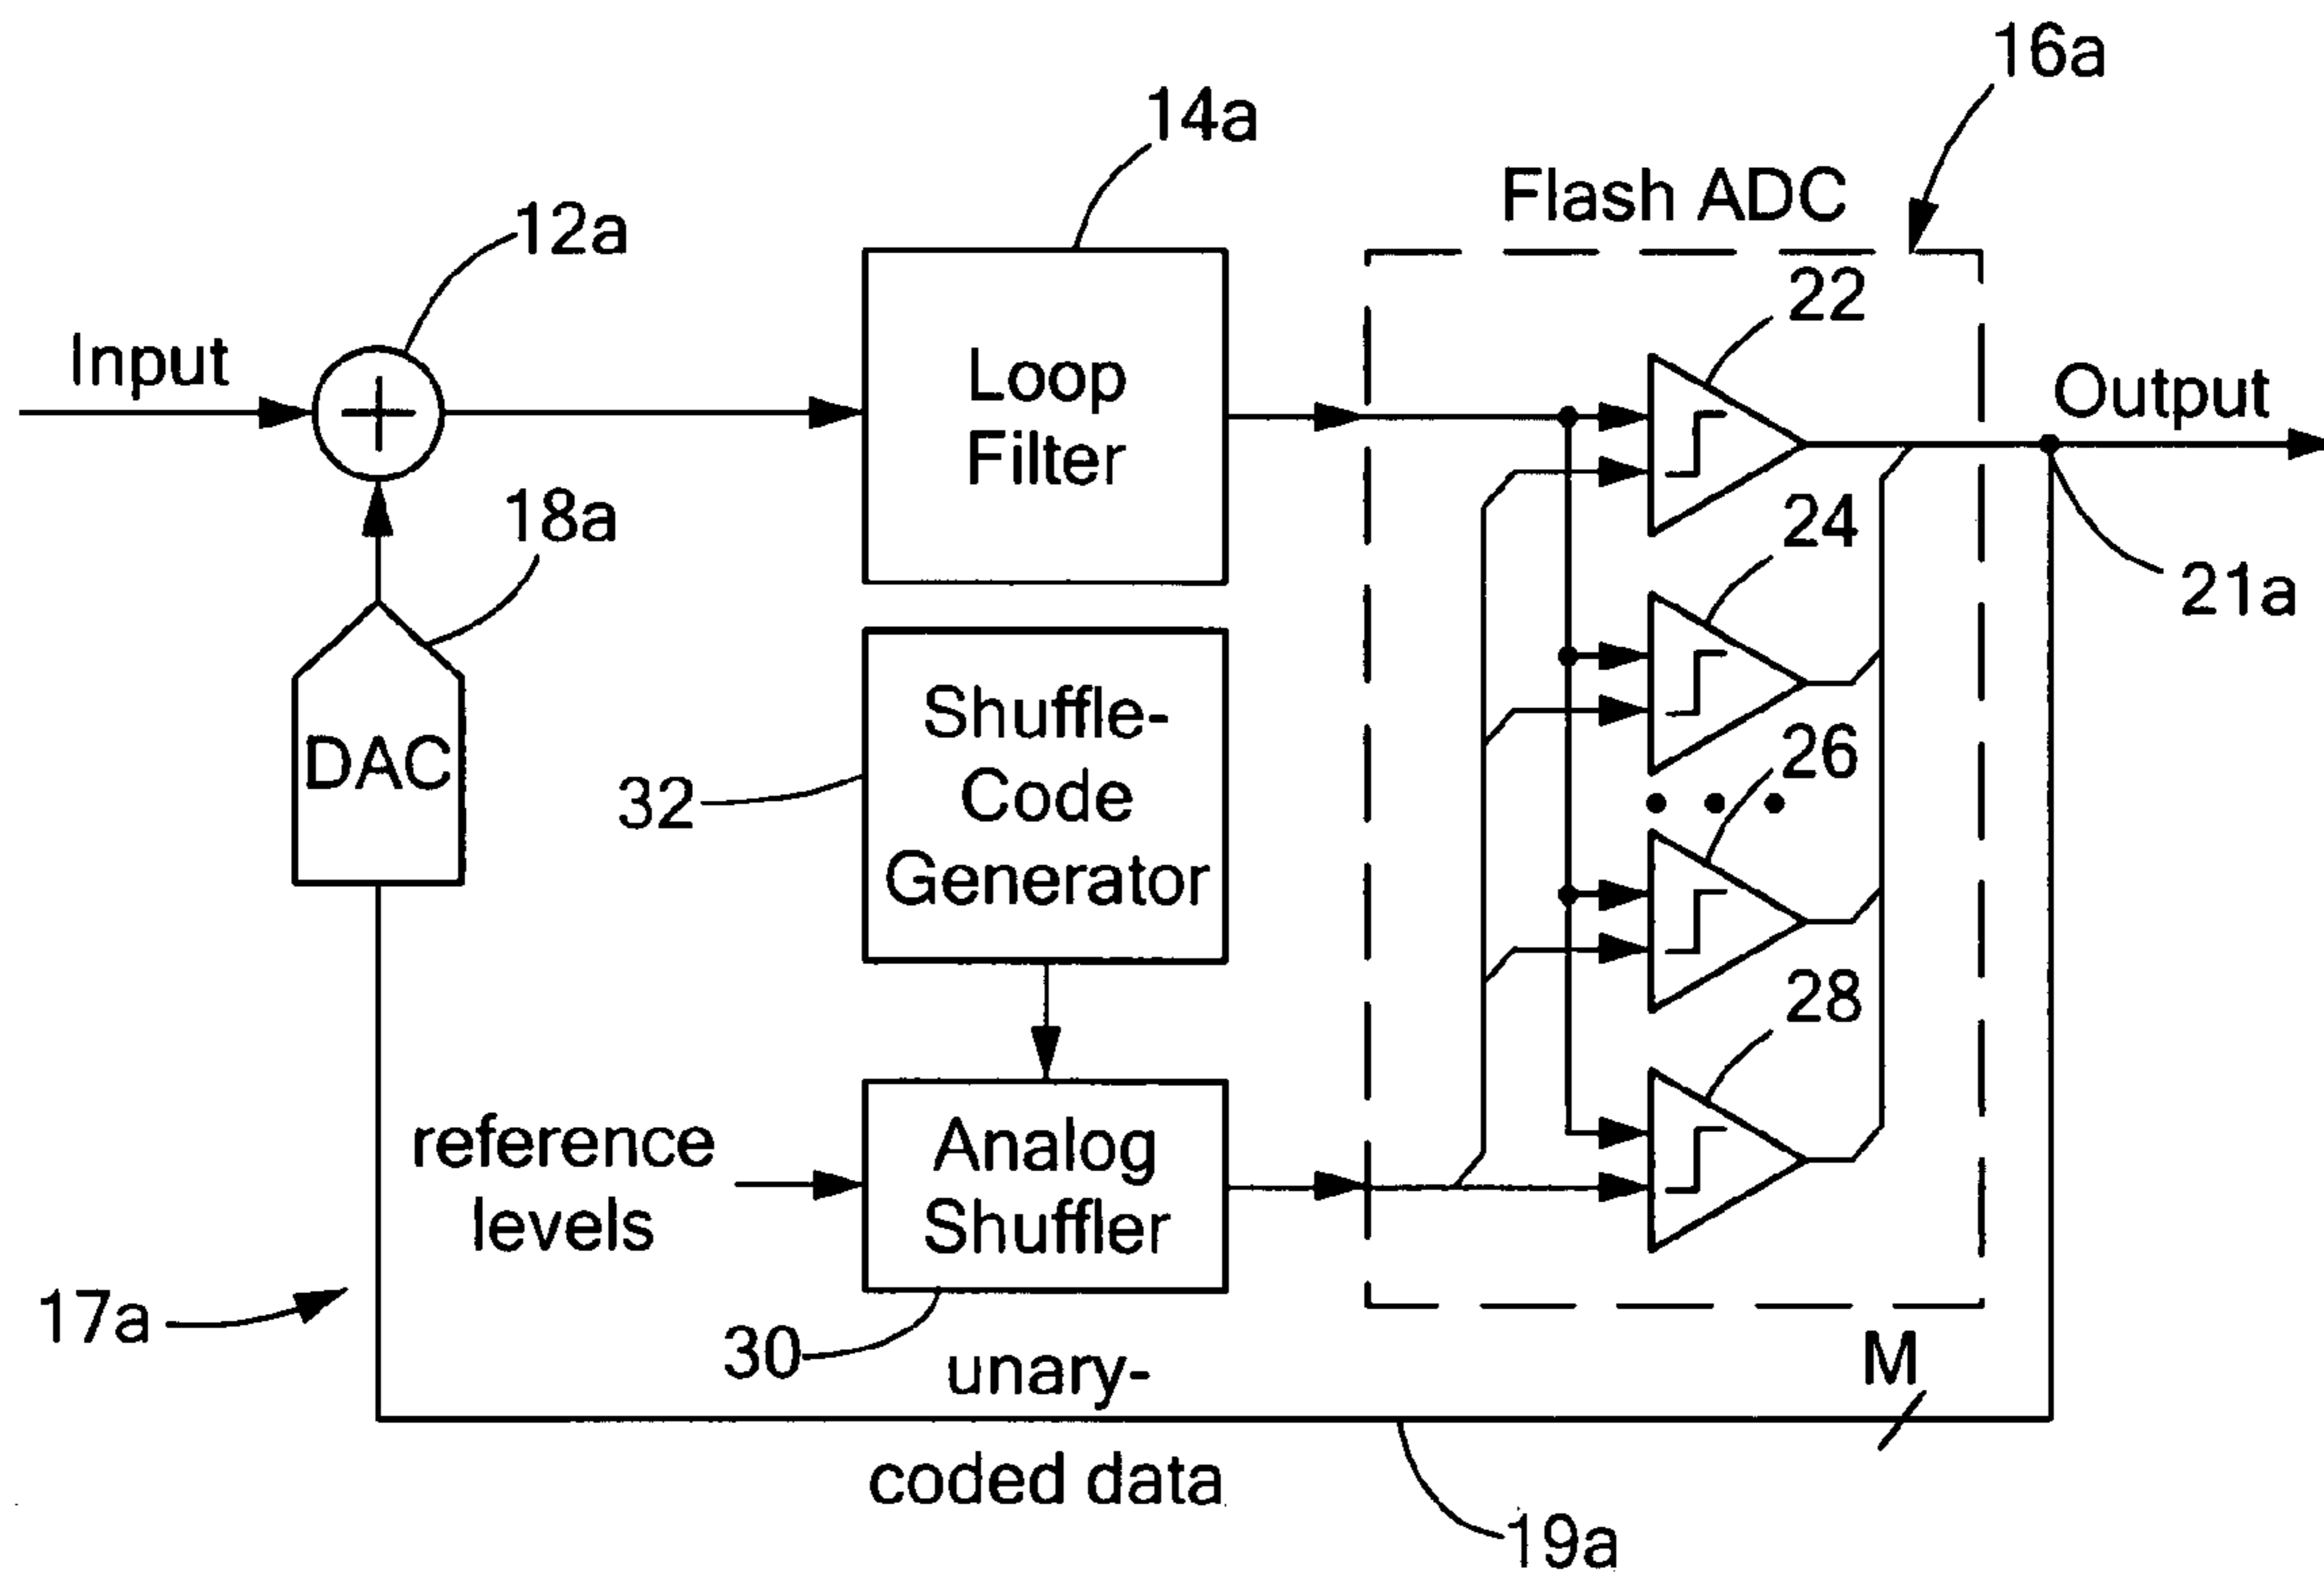 16a
14a
Flash ADC
12a
22
Input
Loop
Filter
Output
18a
24
21a
Shuffle-
Code
Generator
DAC
26
32
28
reference
levels
Analog
Shuffler
17a
30
unary-
M
coded data
19a